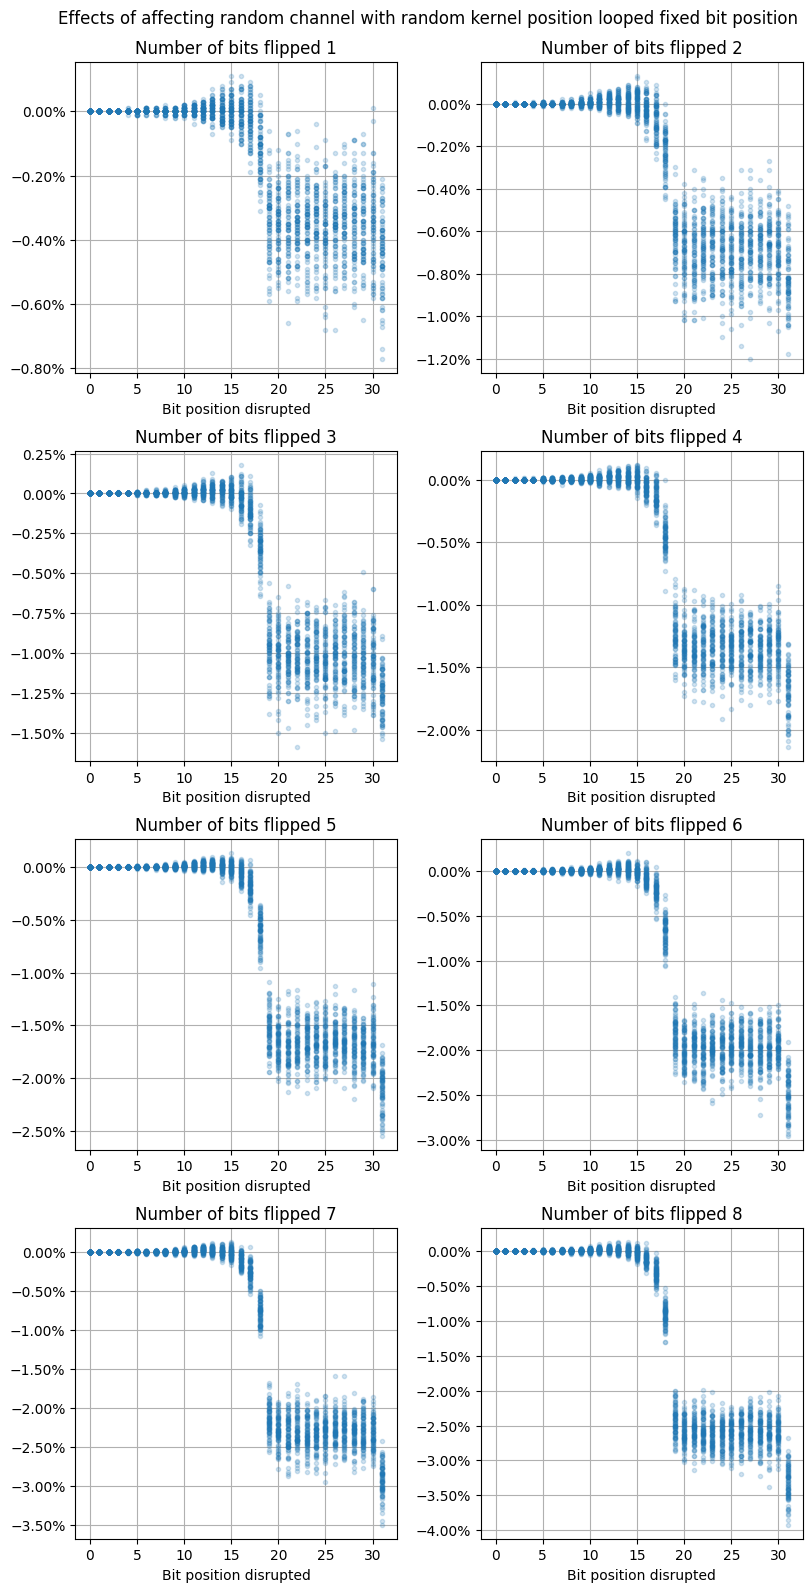 Effects of affecting random channel with random kernel position looped fixed bit position
Number of bits flipped 1
Number of bits flipped 2
0.00%
−0.20%
−0.40%
−0.60%
−0.80%
0 5 10 15 20 25 30
Bit position disrupted
0.00%
−0.20%
−0.40%
−0.60%
−0.80%
−1.00%
−1.20%
0 5 10 15 20 25 30
Bit position disrupted
Number of bits flipped 3
Number of bits flipped 4
0.25%
0.00%
−0.25%
−0.50%
−0.75%
−1.00%
−1.25%
−1.50%
0 5 10 15 20 25 30
Bit position disrupted
0.00%
−0.50%
−1.00%
−1.50%
−2.00%
0 5 10 15 20 25 30
Bit position disrupted
Number of bits flipped 5
Number of bits flipped 6
0.00%
−0.50%
−1.00%
−1.50%
−2.00%
−2.50%
0 5 10 15 20 25 30
Bit position disrupted
0.00%
−0.50%
−1.00%
−1.50%
−2.00%
−2.50%
−3.00%
0 5 10 15 20 25 30
Bit position disrupted
Number of bits flipped 7
Number of bits flipped 8
0.00%
−0.50%
−1.00%
−1.50%
−2.00%
−2.50%
−3.00%
−3.50%
0 5 10 15 20 25 30
Bit position disrupted
0.00%
−0.50%
−1.00%
−1.50%
−2.00%
−2.50%
−3.00%
−3.50%
−4.00%
0 5 10 15 20 25 30
Bit position disrupted